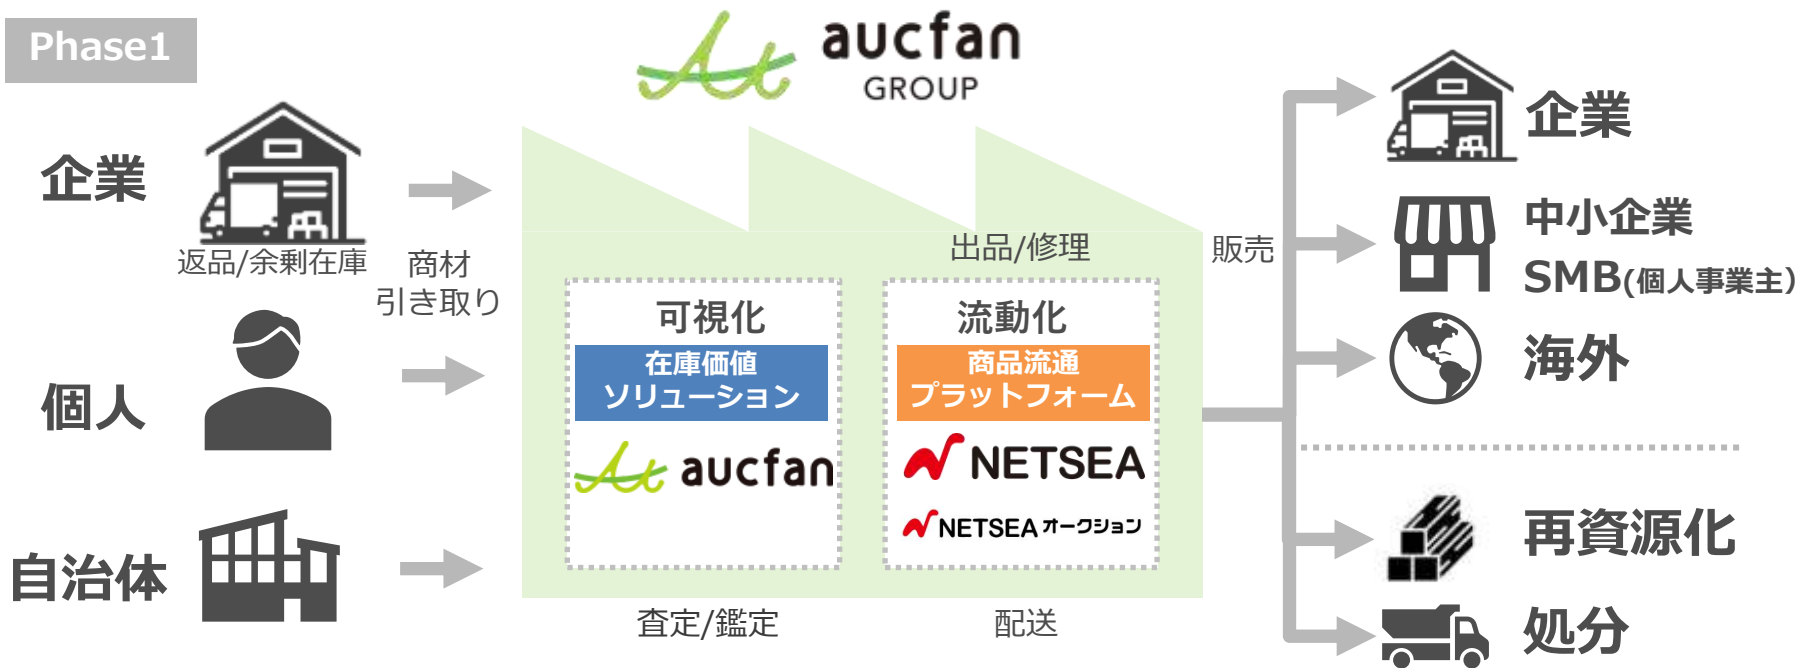 Phase1
aucfan
GROUP
企業
返品/余剰在庫
商材
引き取り
個人
自治体
出品/修理
可視化
在庫価値
ソリューション
aucfan
流動化
商品流通
プラットフォーム
NETSEA
NETSEA オークション
査定/鑑定
配送
販売
企業
中小企業
SMB(個人事業主)
海外
再資源化
処分